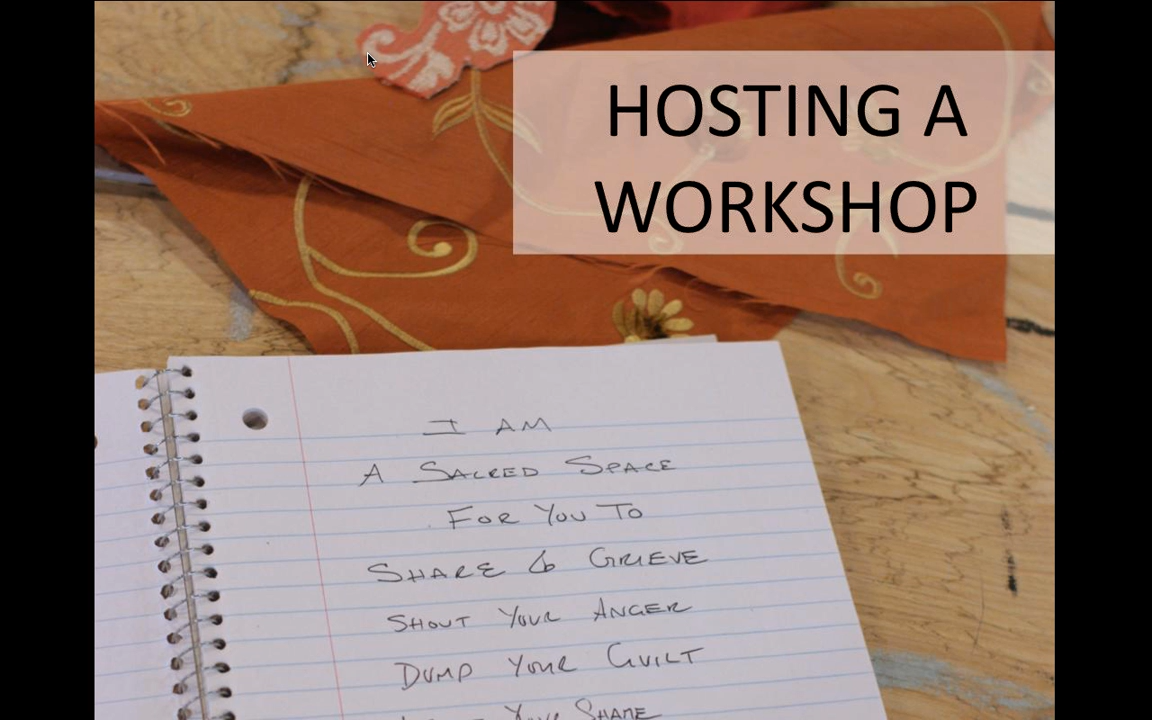 HOSTING A
WORKSHOP
I AM
A SACRED SPACE
FOR YOU TO
SHARE & GRIEVE
SHOUT YOUR ANGER
DUMP YOUR GUILT
YOUR SHAME